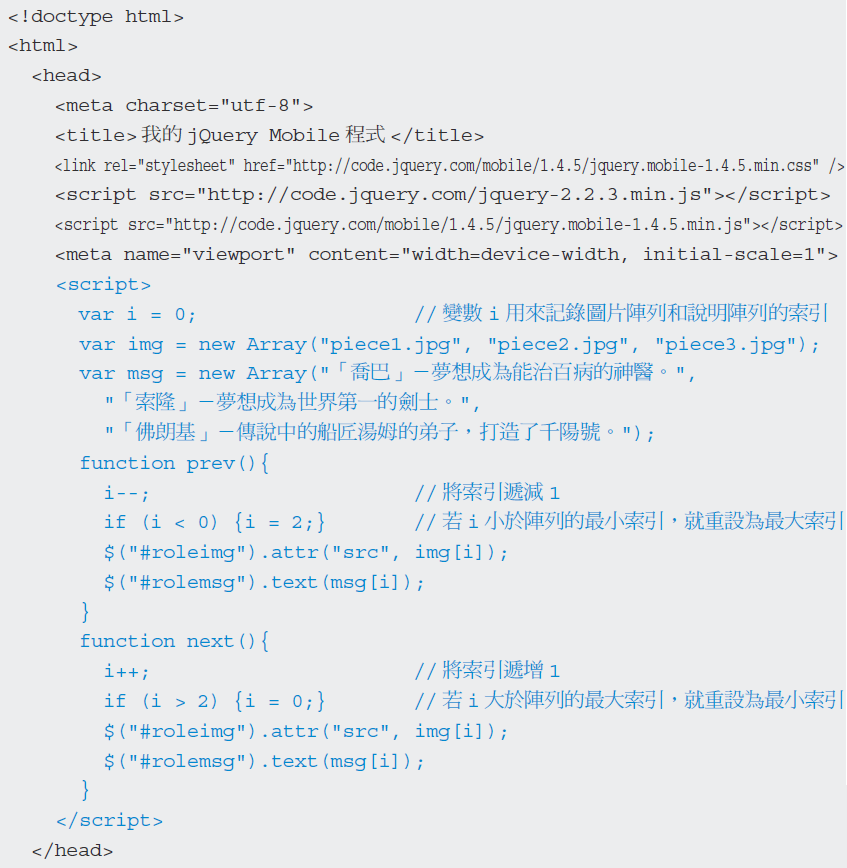 <!doctype html>
<html>
<head>
<meta charset="utf-8">
<title>我的 jQuery Mobile 程式 </title>
<link rel="stylesheet" href="http://code.jquery.com/mobile/1.4.5/jquery.mobile-1.4.5.min.css" />
<script src="http://code.jquery.com/jquery-2.2.3.min.js"></script>
<script src="http://code.jquery.com/mobile/1.4.5/jquery.mobile-1.4.5.min.js"></script>
<meta name="viewport" content="width=device-width, initial-scale=1">
<script>
var i = 0; // 變數 i 用來記錄圖片陣列和說明陣列的索引
var img = new Array("piece1.jpg", "piece2.jpg", "piece3.jpg");
var msg = new Array("「喬巴」－夢想成為能治百病的神醫。",
"「索隆」－夢想成為世界第一的劍士。",
"「佛朗基」－傳說中的船匠湯姆的弟子，打造了千陽號。");
function prev(){
i--; // 將索引遞減 1
if (i < 0) {i = 2;} // 若 i 小於陣列的最小索引，就重設為最大索引
$("#roleimg").attr("src", img[i]);
$("#rolemsg").text(msg[i]);
}
function next(){
i++; // 將索引遞增 1
if (i > 2) {i = 0;} // 若 i 大於陣列的最大索引，就重設為最小索引
$("#roleimg").attr("src", img[i]);
$("#rolemsg").text(msg[i]);
}
</script>
</head>